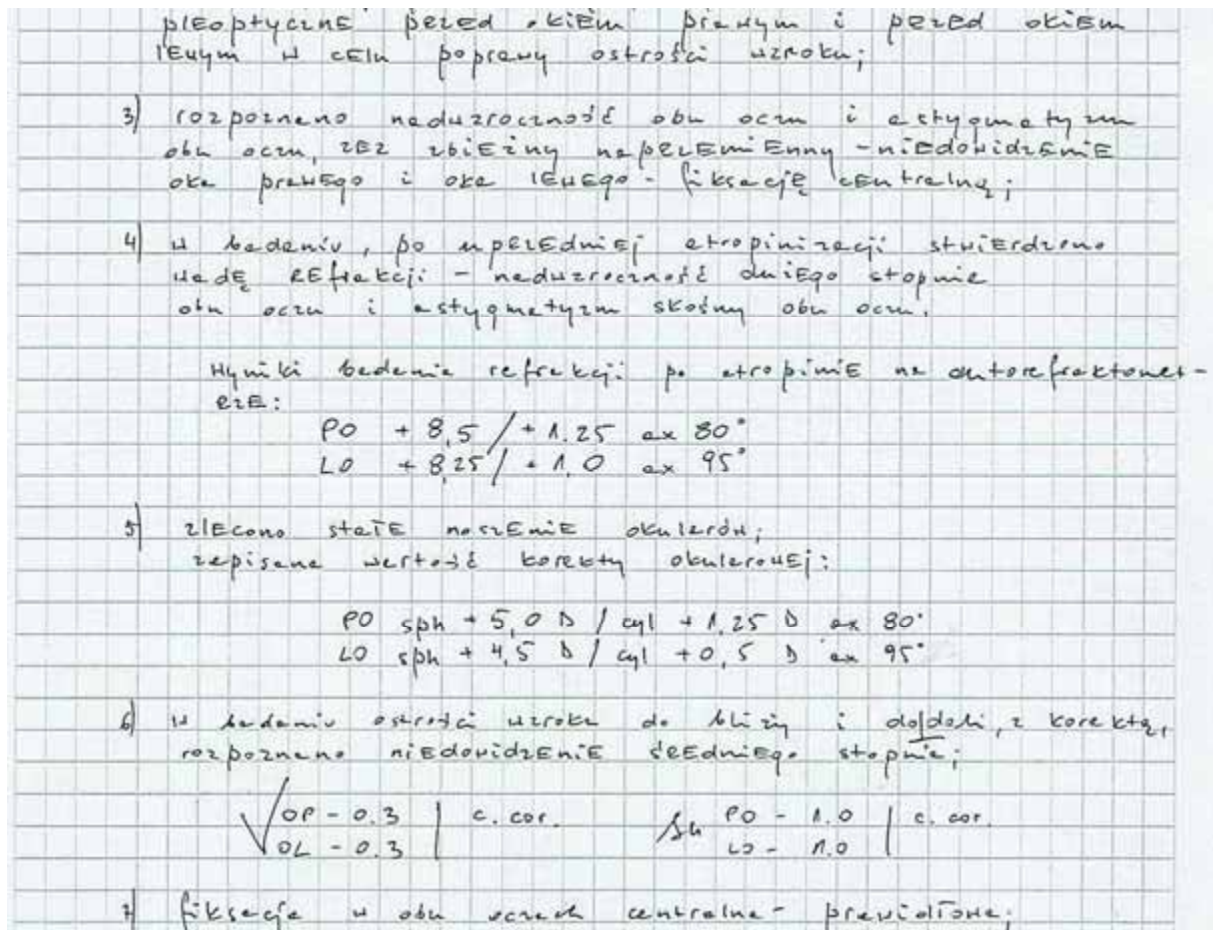 pleoptyczne przed okiem prawym i przed okiem
lewym w celu poprawy ostrości wzroku;
3) rozpoznano nadwzroczność obu oczu i astygmatyzm
obu oczu, zez zbieżny naprzemienny - niedowidzenie
oka prawego i oka lewego - fiksację centralną;
4) w badaniu, po uprzedniej atropinizacji stwierdzono
wadę refrakcji - nadwzroczność dużego stopnia
obu oczu i astygmatyzm skośny obu oczu.
Wyniki badania refrakcji po atropinie na autorefraktomet-
rze:
PO + 8,5 / + 1.25 ax 80°
LO + 8,25 / + 1,0 ax 95°
5) zlecono stałe noszenie okularów;
zapisana wartość korekty okularowej:
PO sph + 5,0 D / cyl + 1,25 D ax 80°
LO sph + 4,5 D / cyl + 0,5 D ax 95°
6) w badaniu ostrości wzroku do bliży i do/dali, z korektą,
rozpoznano niedowidzenie średniego stopnia;
OP - 0.3 | c. cor. Sn PO - 1.0 | c. cor.
OL - 0.3 | LO - 1.0 |
7) fiksacja w obu oczach centralna - prawidłowa;